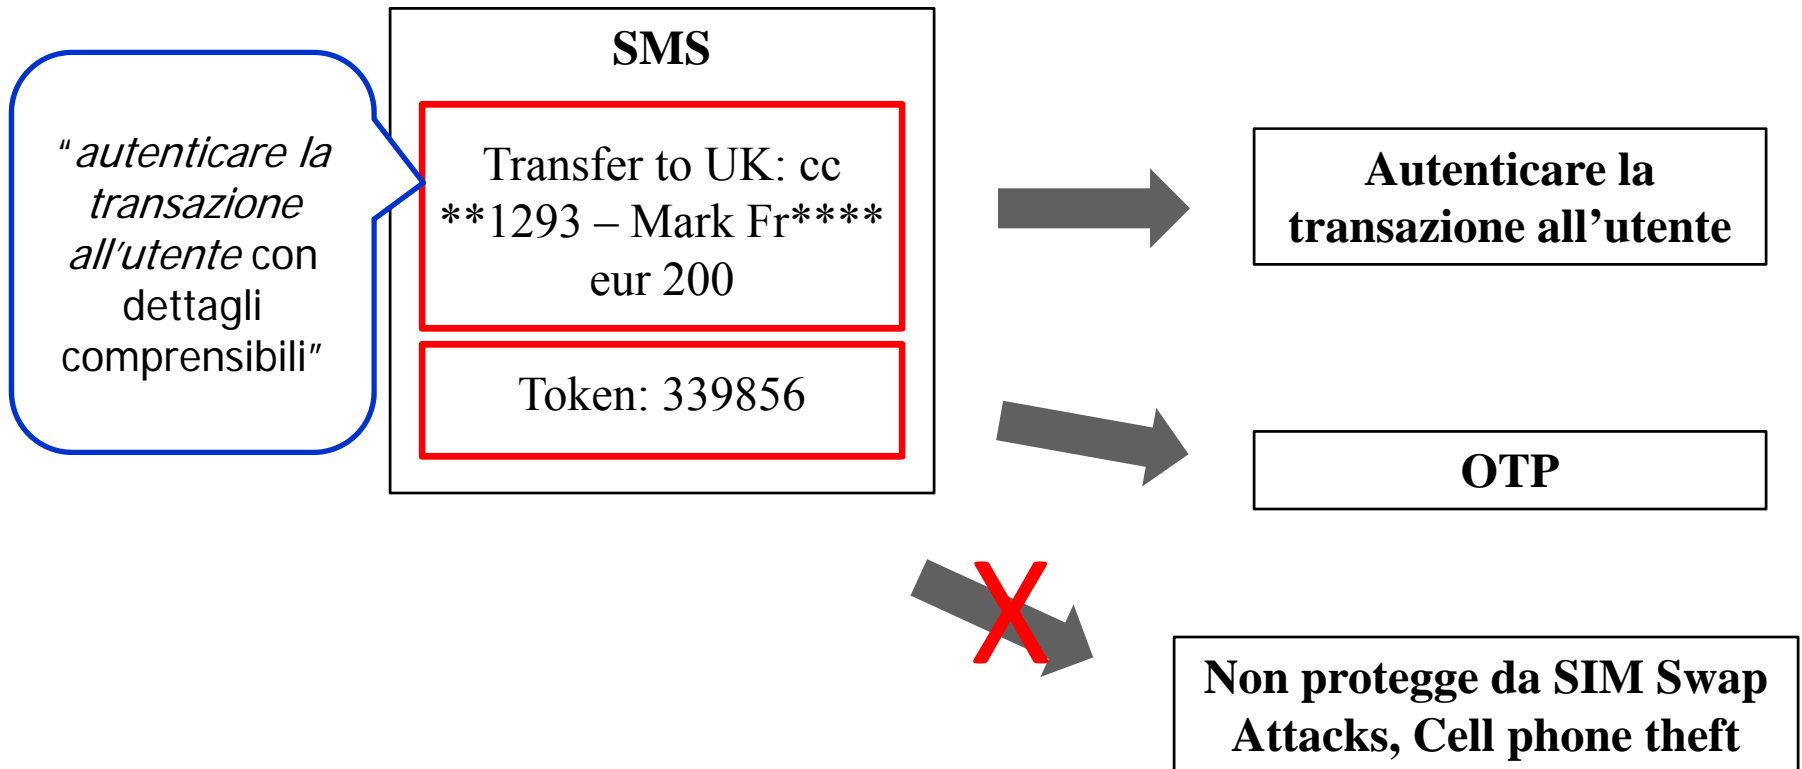 "autenticare la
transazione
all'utente con
dettagli
comprensibili"
SMS
Transfer to UK: cc
**1293 – Mark Fr****
eur 200
Token: 339856
Autenticare la
transazione all’utente
OTP
X
Non protegge da SIM Swap
Attacks, Cell phone theft